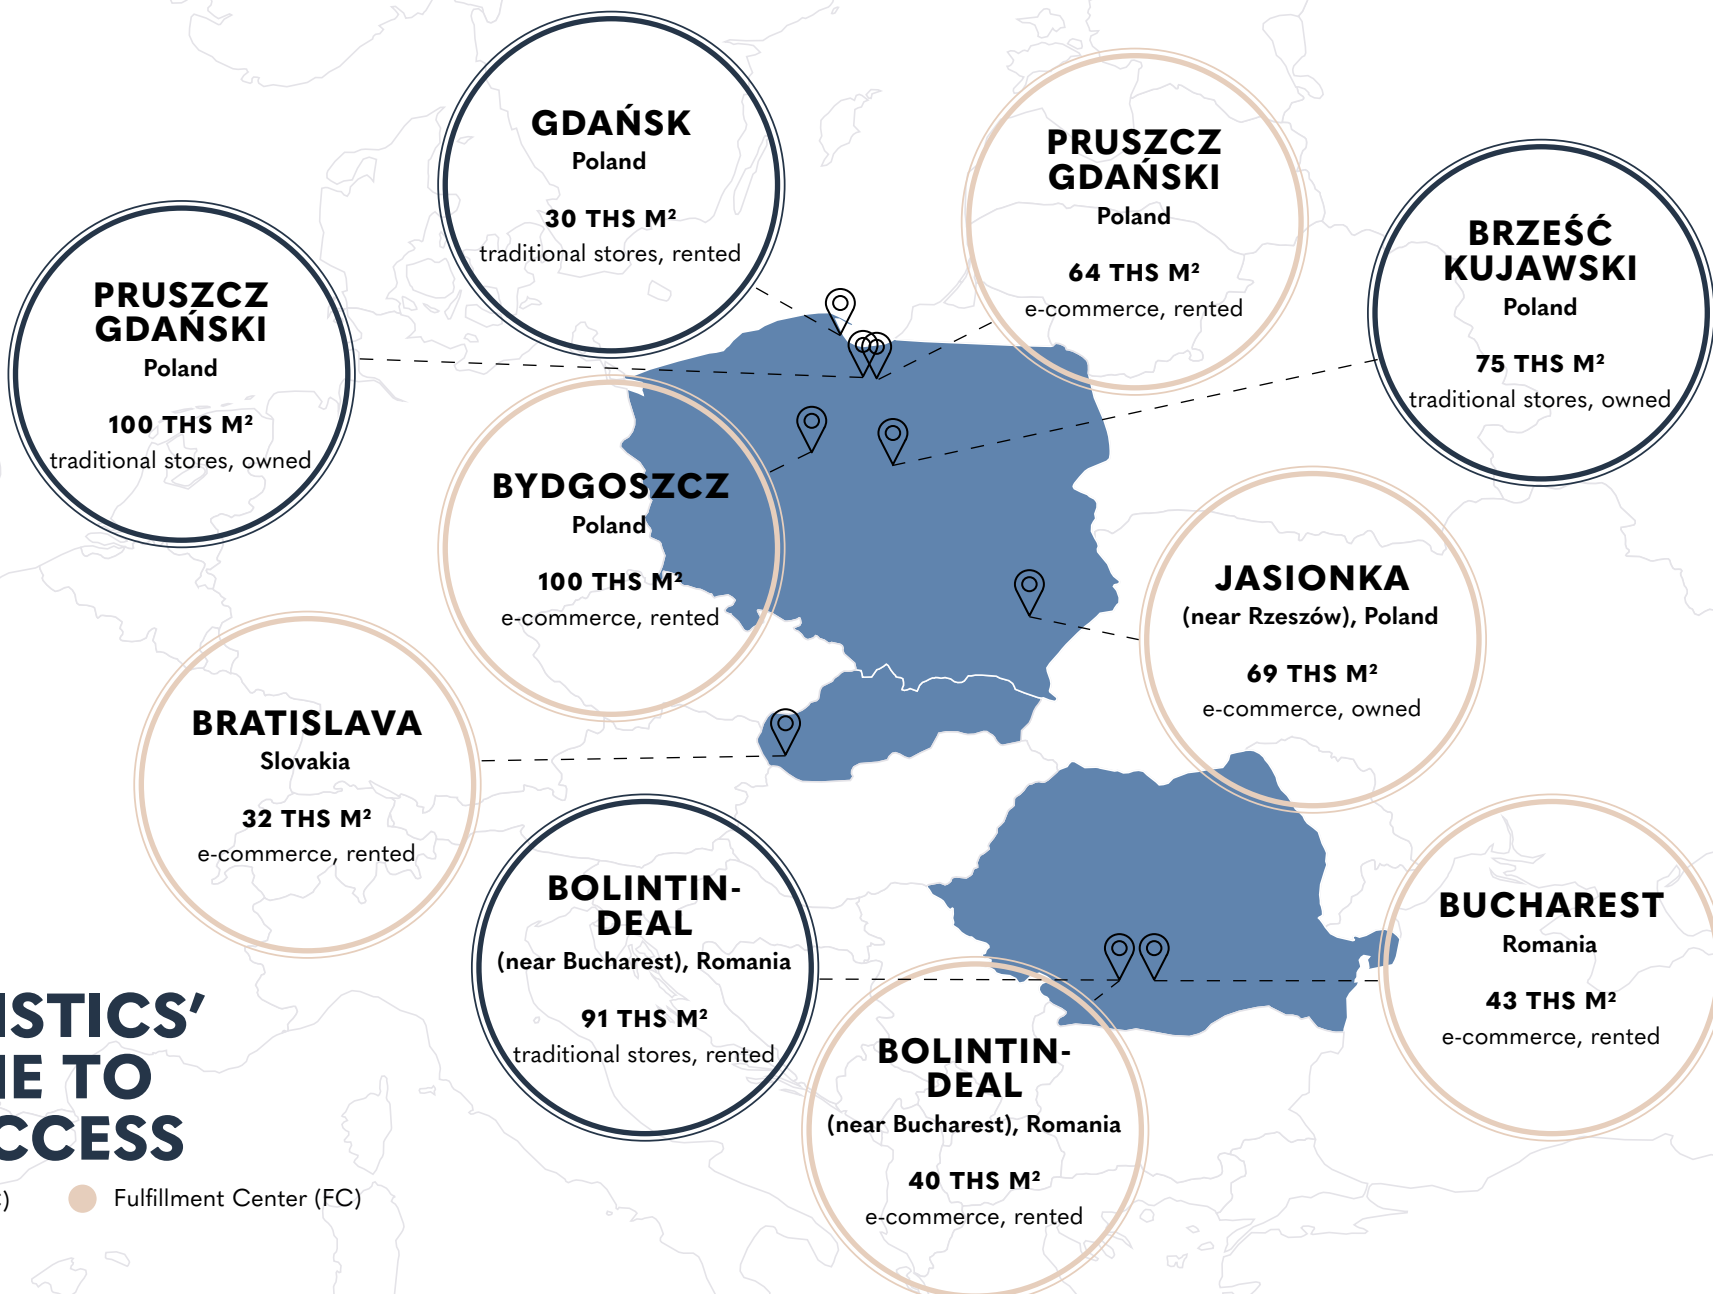 GDAŃSK
Poland
30 THS M²
traditional stores, rented
PRUSZCZ
GDAŃSKI
Poland
64 THS M²
e-commerce, rented
BRZEŚĆ
KUJAWSKI
Poland
75 THS M²
traditional stores, owned
PRUSZCZ
GDAŃSKI
Poland
100 THS M²
traditional stores, owned
BYDGOSZCZ
Poland
100 THS M²
e-commerce, rented
JASIONKA
(near Rzeszów), Poland
69 THS M²
e-commerce, owned
BRATISLAVA
Slovakia
32 THS M²
e-commerce, rented
BOLINTIN-
DEAL
(near Bucharest), Romania
91 THS M²
traditional stores, rented
BUCHAREST
Romania
43 THS M²
e-commerce, rented
BOLINTIN-
DEAL
(near Bucharest), Romania
40 THS M²
e-commerce, rented
ISTICS’
E TO
CCESS
)
Fulfillment Center (FC)